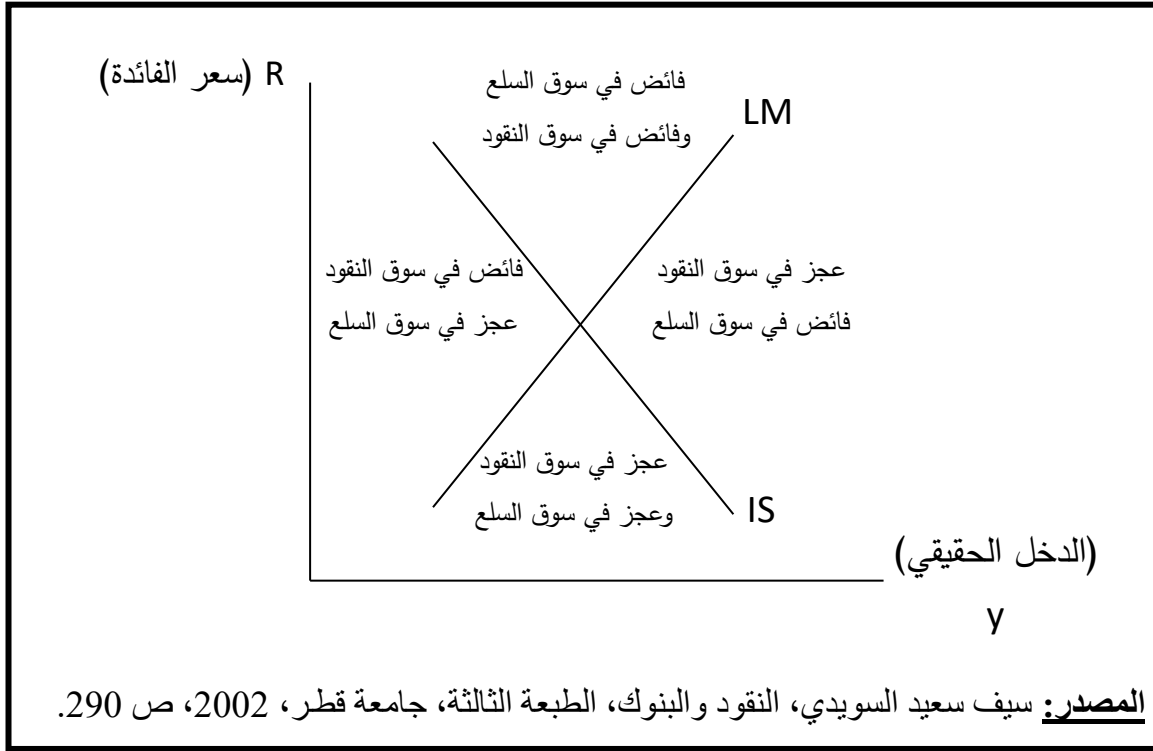 فائض في سوق السلع
وفائض في سوق النقود
R (سعر الفائدة)
LM
فائض في سوق النقود
عجز في سوق السلع
عجز في سوق النقود
فائض في سوق السلع
عجز في سوق النقود
وعجز في سوق السلع
IS
(الدخل الحقيقي)
y
المصدر: سيف سعيد السويدي، النقود والبنوك، الطبعة الثالثة، جامعة قطر، 2002، ص 290.